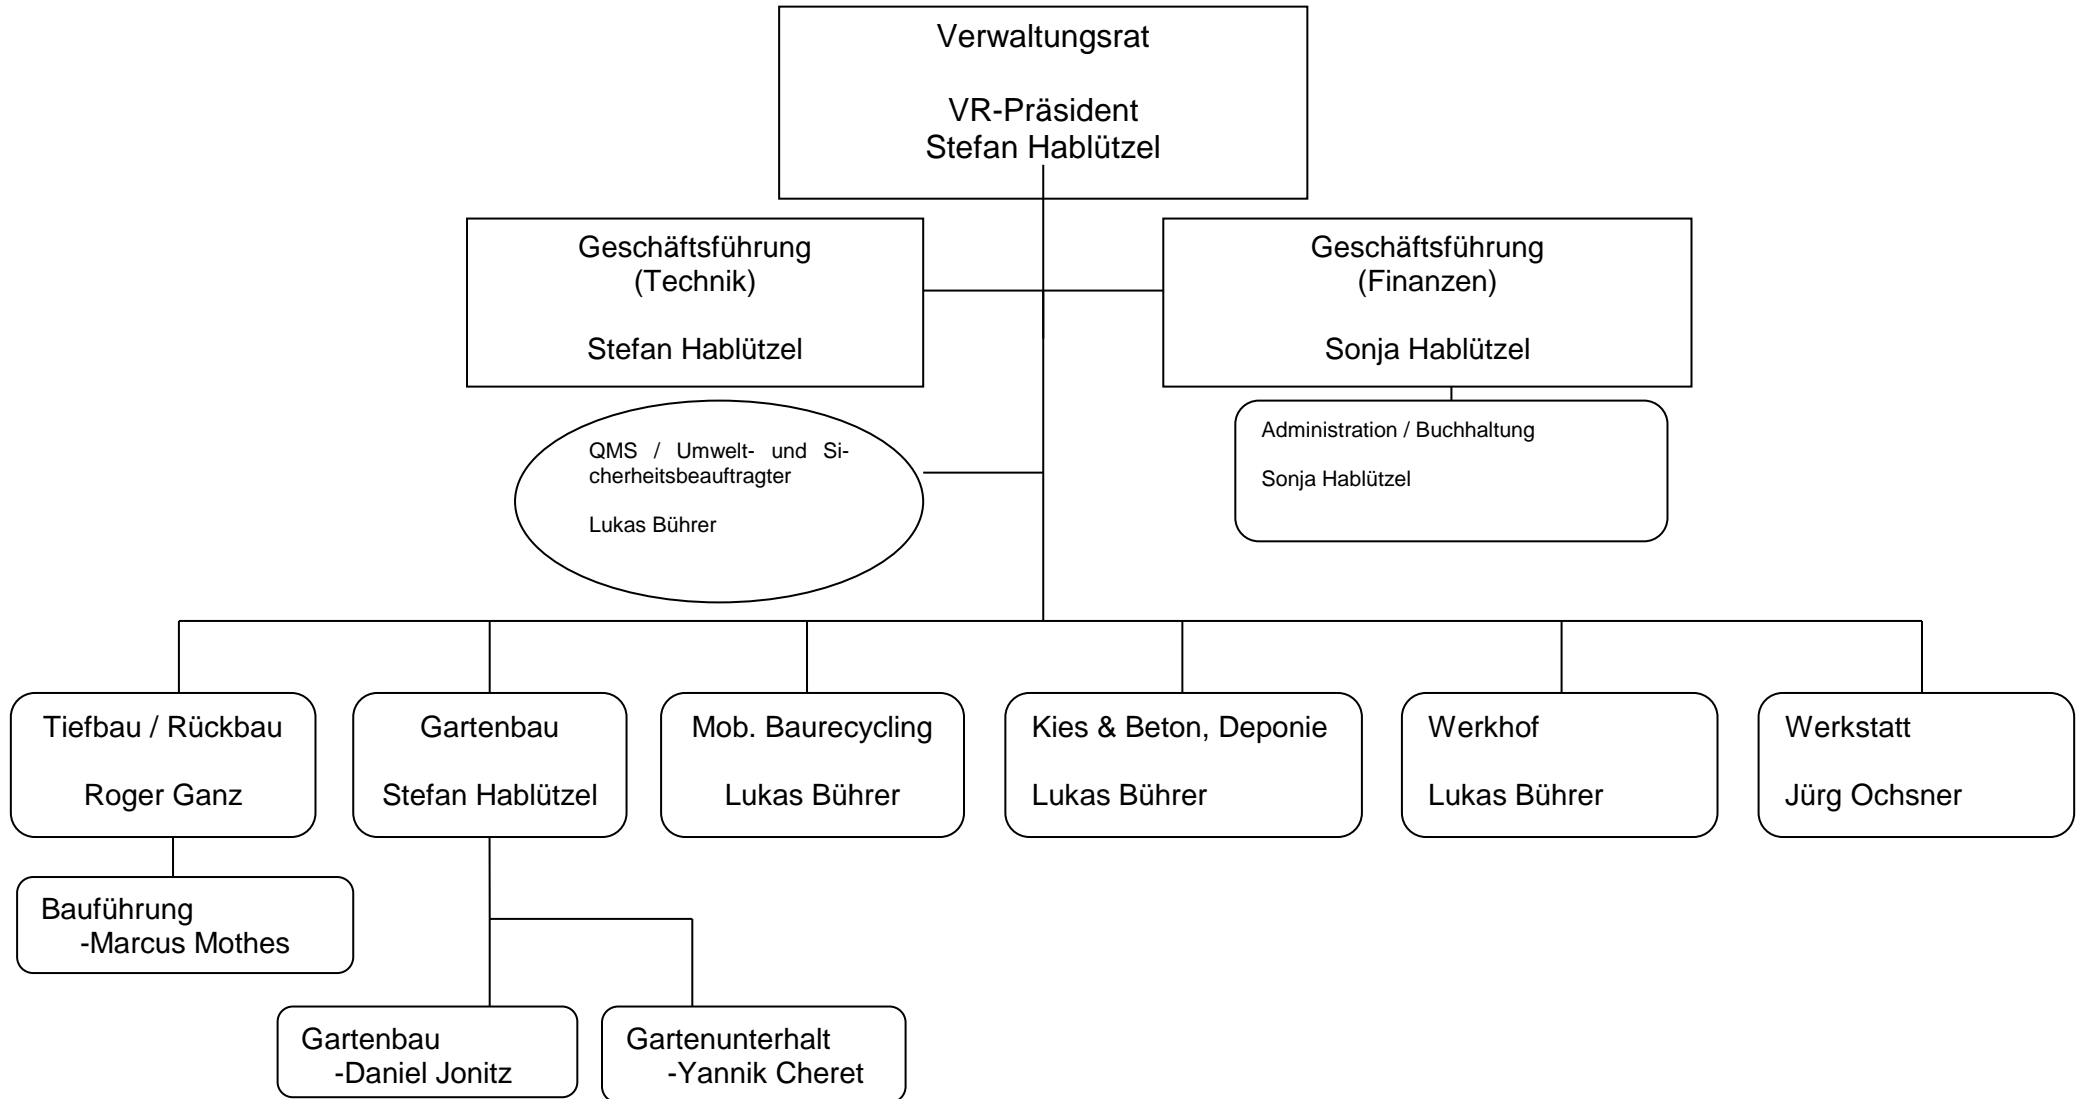 Verwaltungsrat
VR-Präsident
Stefan Hablützel
Geschäftsführung
(Technik)
Stefan Hablützel
Geschäftsführung
(Finanzen)
Sonja Hablützel
QMS / Umwelt- und Si-
cherheitsbeauftragter
Lukas Bührer
Administration / Buchhaltung
Sonja Hablützel
Tiefbau / Rückbau
Roger Ganz
Gartenbau
Stefan Hablützel
Mob. Baurecycling
Lukas Bührer
Kies & Beton, Deponie
Lukas Bührer
Werkhof
Lukas Bührer
Werkstatt
Jürg Ochsner
Bauführung
-Marcus Mothes
Gartenbau
-Daniel Jonitz
Gartenunterhalt
-Yannik Cheret